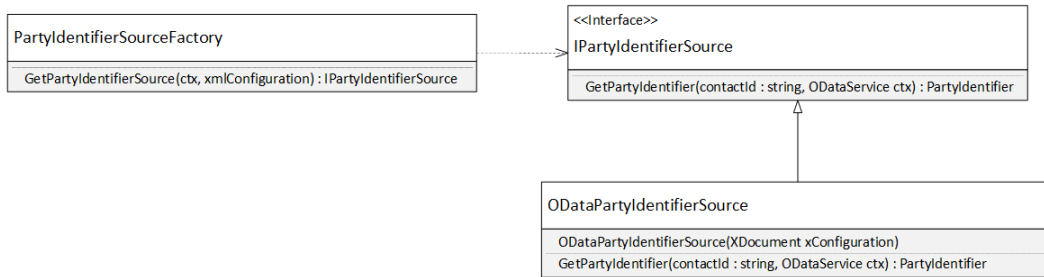 PartyIdentifierSourceFactory
GetPartyIdentifierSource(ctx, xmlConfiguration) : IPartyIdentifierSource
<<Interface>>
IPartyIdentifierSource
GetPartyIdentifier(contactId : string, ODataService ctx) : PartyIdentifier
ODataPartyIdentifierSource
ODataPartyIdentifierSource(XDocument xConfiguration)
GetPartyIdentifier(contactId : string, ODataService ctx) : PartyIdentifier